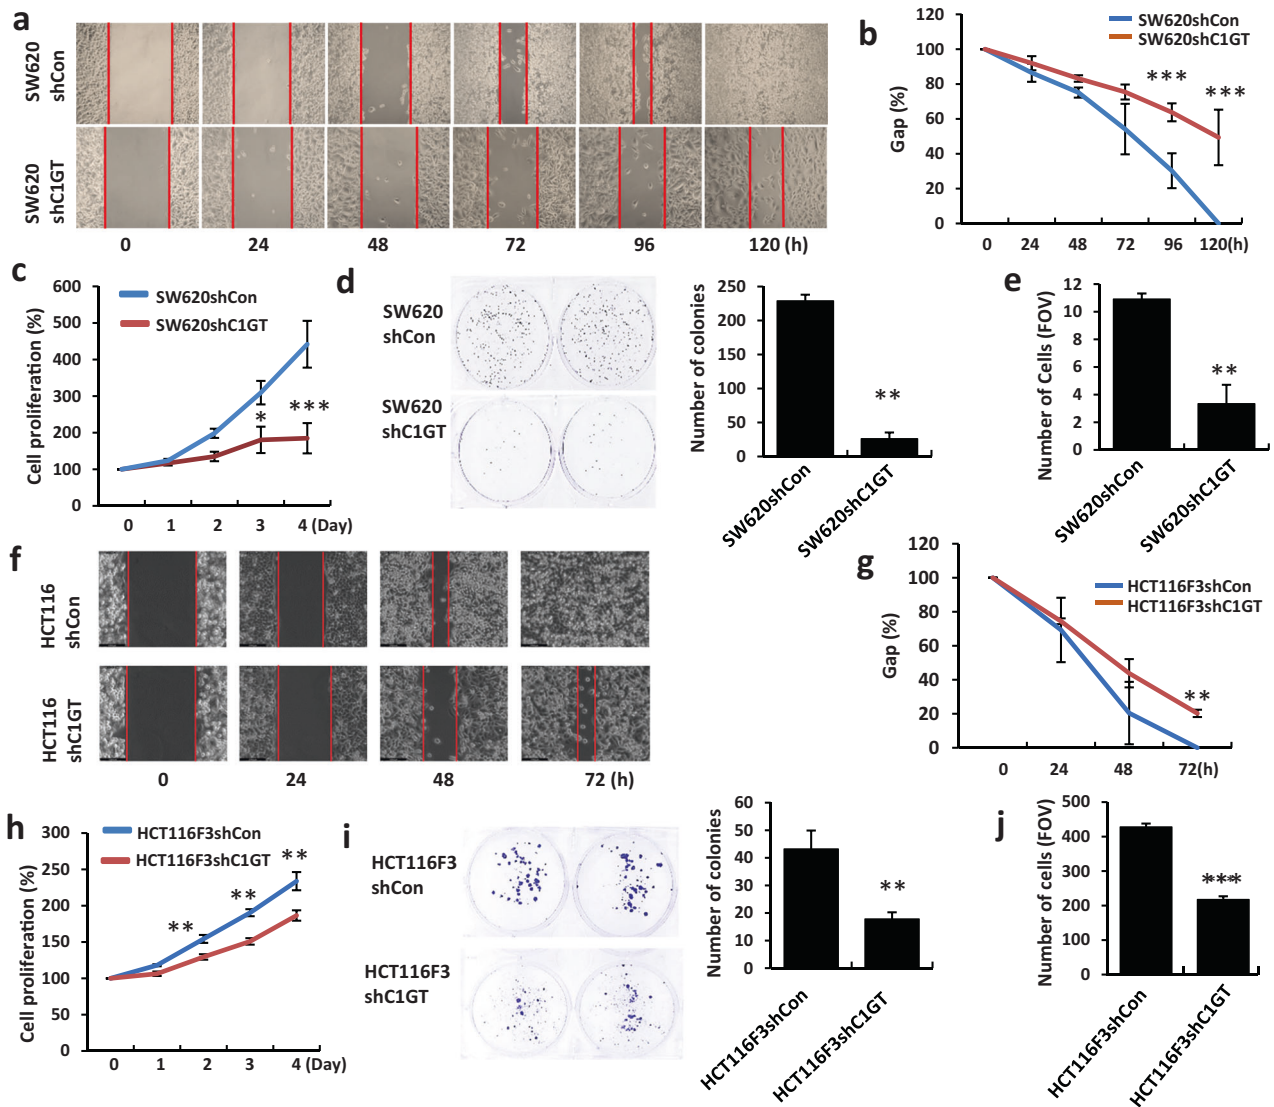 a
SW620
shCon
SW620
shC1GT
0 24 48 72 96 120 (h)
b
SW620shCon
SW620shC1GT
Gap (%)
120
100
80
60
40
20
0
0 24 48 72 96 120(h)
***
***
c
SW620shCon
SW620shC1GT
Cell proliferation (%)
600
500
400
300
200
100
0
0 1 2 3 4 (Day)
*
***
d
SW620
shCon
SW620
shC1GT
Number of colonies
250
200
150
100
50
0
**
SW620shCon
SW620shC1GT
e
Number of Cells (FOV)
12
10
8
6
4
2
0
**
SW620shCon
SW620shC1GT
f
HCT116
shCon
HCT116
shC1GT
0 24 48 72 (h)
g
HCT116F3shCon
HCT116F3shC1GT
Gap (%)
120
100
80
60
40
20
0
0 24 48 72(h)
**
h
HCT116F3shCon
HCT116F3shC1GT
Cell proliferation (%)
300
250
200
150
100
50
0
0 1 2 3 4 (Day)
**
**
**
i
HCT116F3
shCon
HCT116F3
shC1GT
Number of colonies
60
50
40
30
20
10
0
**
HCT116F3shCon
HCT116F3shC1GT
j
Number of cells (FOV)
500
400
300
200
100
0
***
HCT116F3shCon
HCT116F3shC1GT